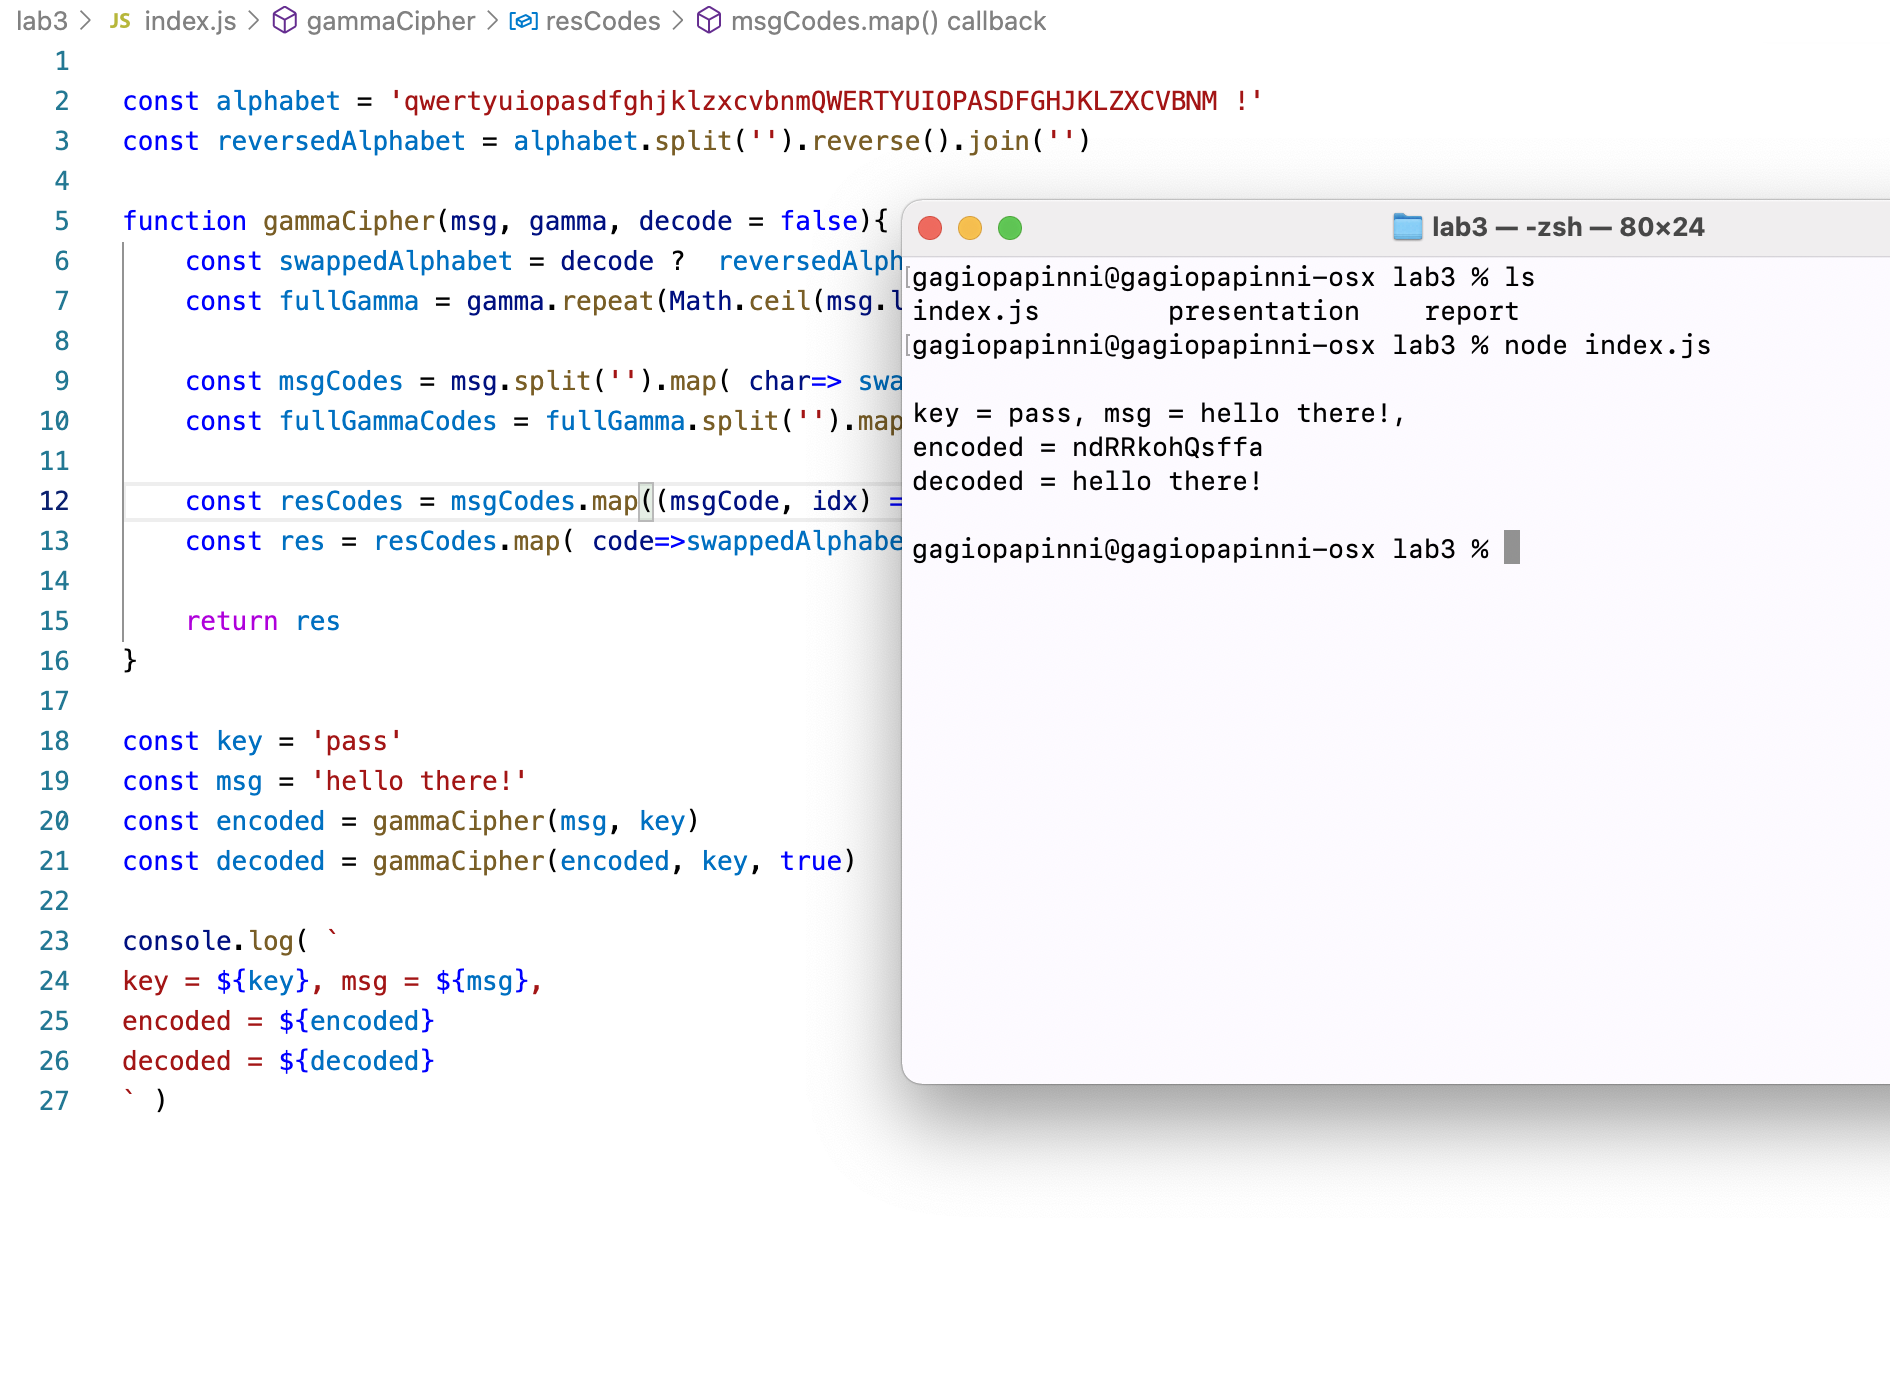 lab3 > JS index.js > gammaCipher > resCodes > msgCodes.map() callback
1
2 const alphabet = 'qwertyuiopasdfghjklzxcvbnmQWERTYUIOPASDFGHJKLZXCVBNM !'
3 const reversedAlphabet = alphabet.split('').reverse().join('')
4
5 function gammaCipher(msg, gamma, decode = false){
6 const swappedAlphabet = decode ?  reversedAlph
7 const fullGamma = gamma.repeat(Math.ceil(msg.l
8
9 const msgCodes = msg.split('').map( char=> swa
10 const fullGammaCodes = fullGamma.split('').map
11
12 const resCodes = msgCodes.map((msgCode, idx) =
13 const res = resCodes.map( code=>swappedAlphabe
14
15 return res
16 }
17
18 const key = 'pass'
19 const msg = 'hello there!'
20 const encoded = gammaCipher(msg, key)
21 const decoded = gammaCipher(encoded, key, true)
22
23 console.log( `
24 key = ${key}, msg = ${msg},
25 encoded = ${encoded}
26 decoded = ${decoded}
27 ` )
lab3 — -zsh — 80×24
[gagiopapinni@gagiopapinni-osx lab3 % ls
index.js        presentation    report
[gagiopapinni@gagiopapinni-osx lab3 % node index.js
key = pass, msg = hello there!,
encoded = ndRRkohQsffa
decoded = hello there!
gagiopapinni@gagiopapinni-osx lab3 %